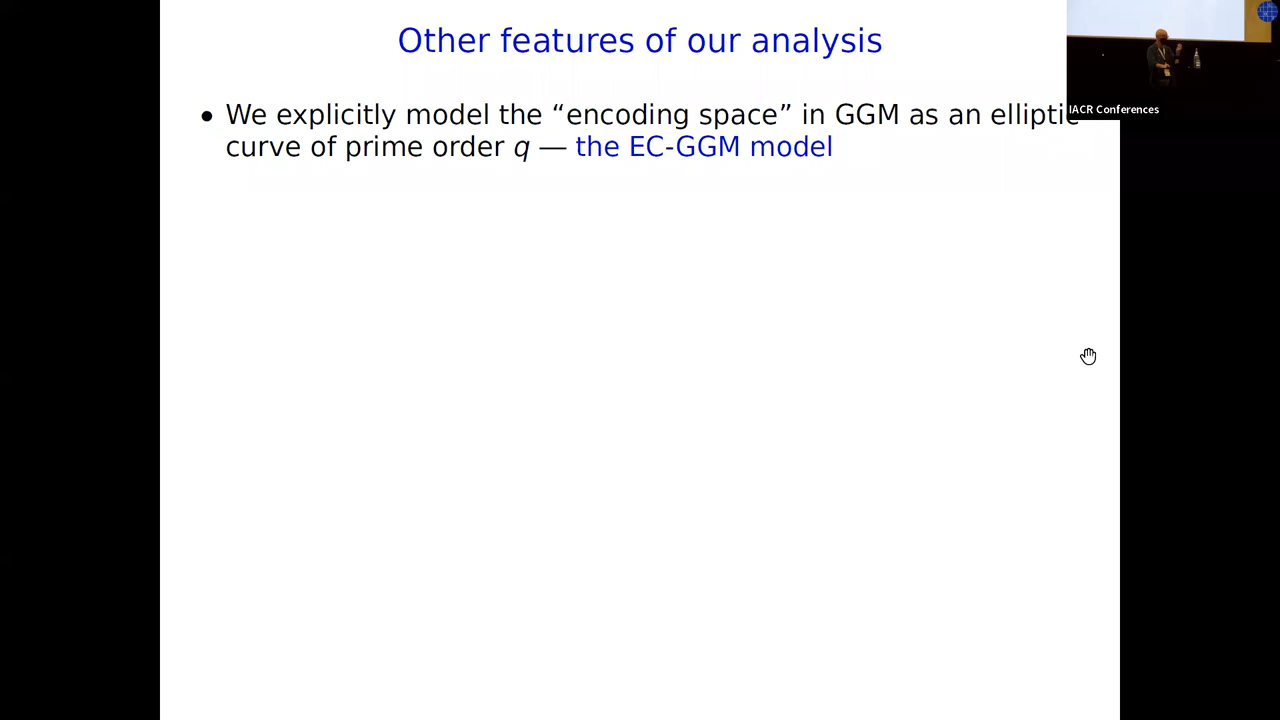 Other features of our analysis
• We explicitly model the “encoding space” in GGM as an elliptic
curve of prime order q — the EC-GGM model
IACR Conferences